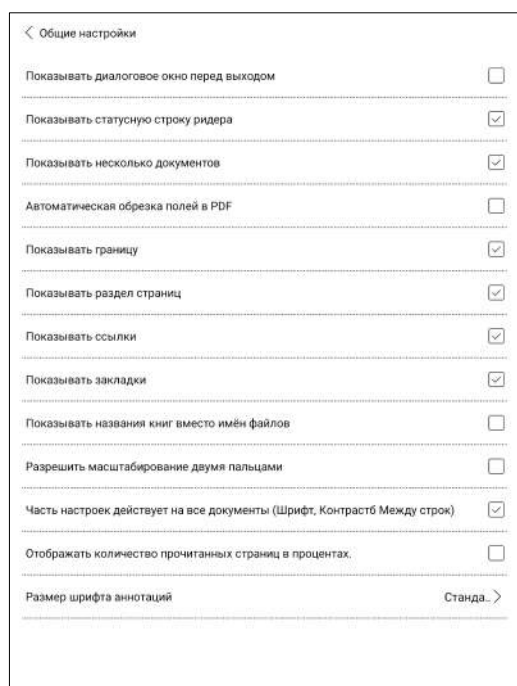 Общие настройки
Показывать диалоговое окно перед выходом
Показывать статусную строку ридера
Показывать несколько документов
Автоматическая обрезка полей в PDF
Показывать границу
Показывать раздел страниц
Показывать ссылки
Показывать закладки
Показывать названия книг вместо имён файлов
Разрешить масштабирование двумя пальцами
Часть настроек действует на все документы (Шрифт, Контрастб Между строк)
Отображать количество прочитанных страниц в процентах.
Размер шрифта аннотаций Станда..